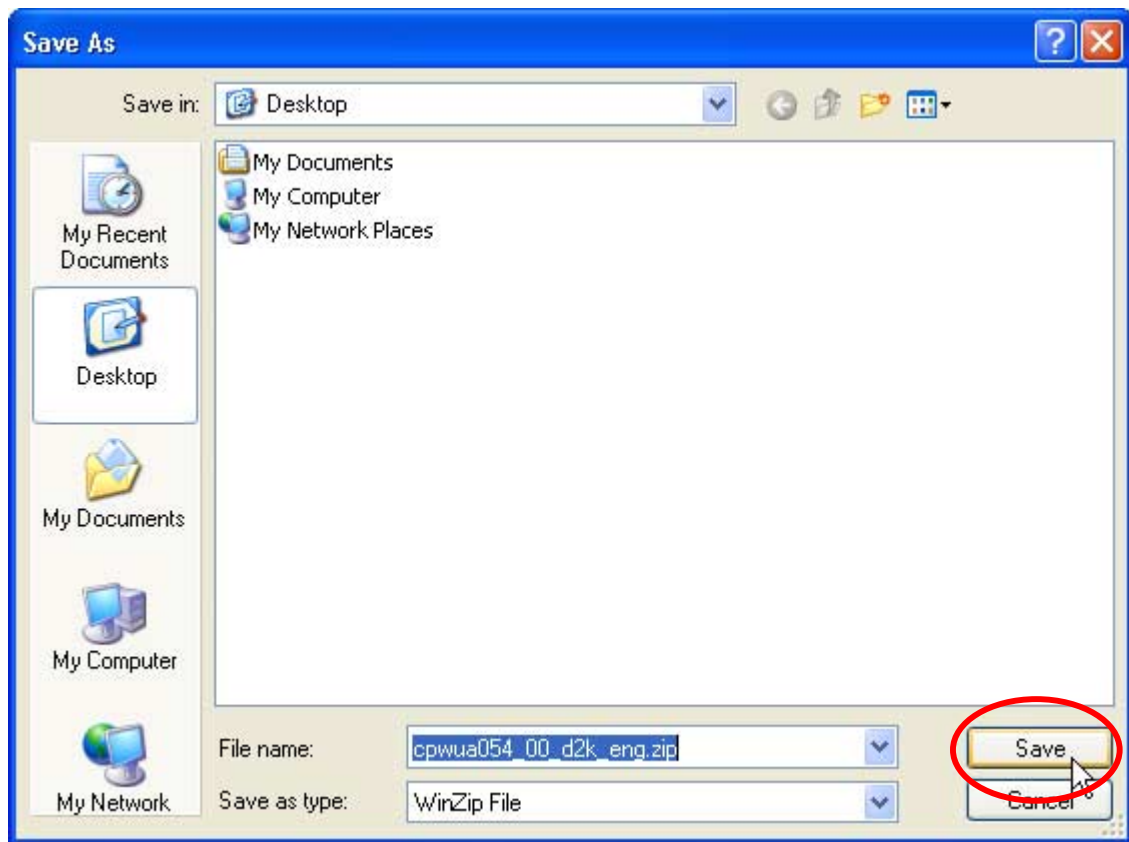 Save As
Save in:
Desktop
My Documents
My Computer
My Network Places
My Recent
Documents
Desktop
My Documents
My Computer
My Network
File name:
cpwua054_00_d2k_eng.zip
Save
Save as type:
WinZip File
Cancel